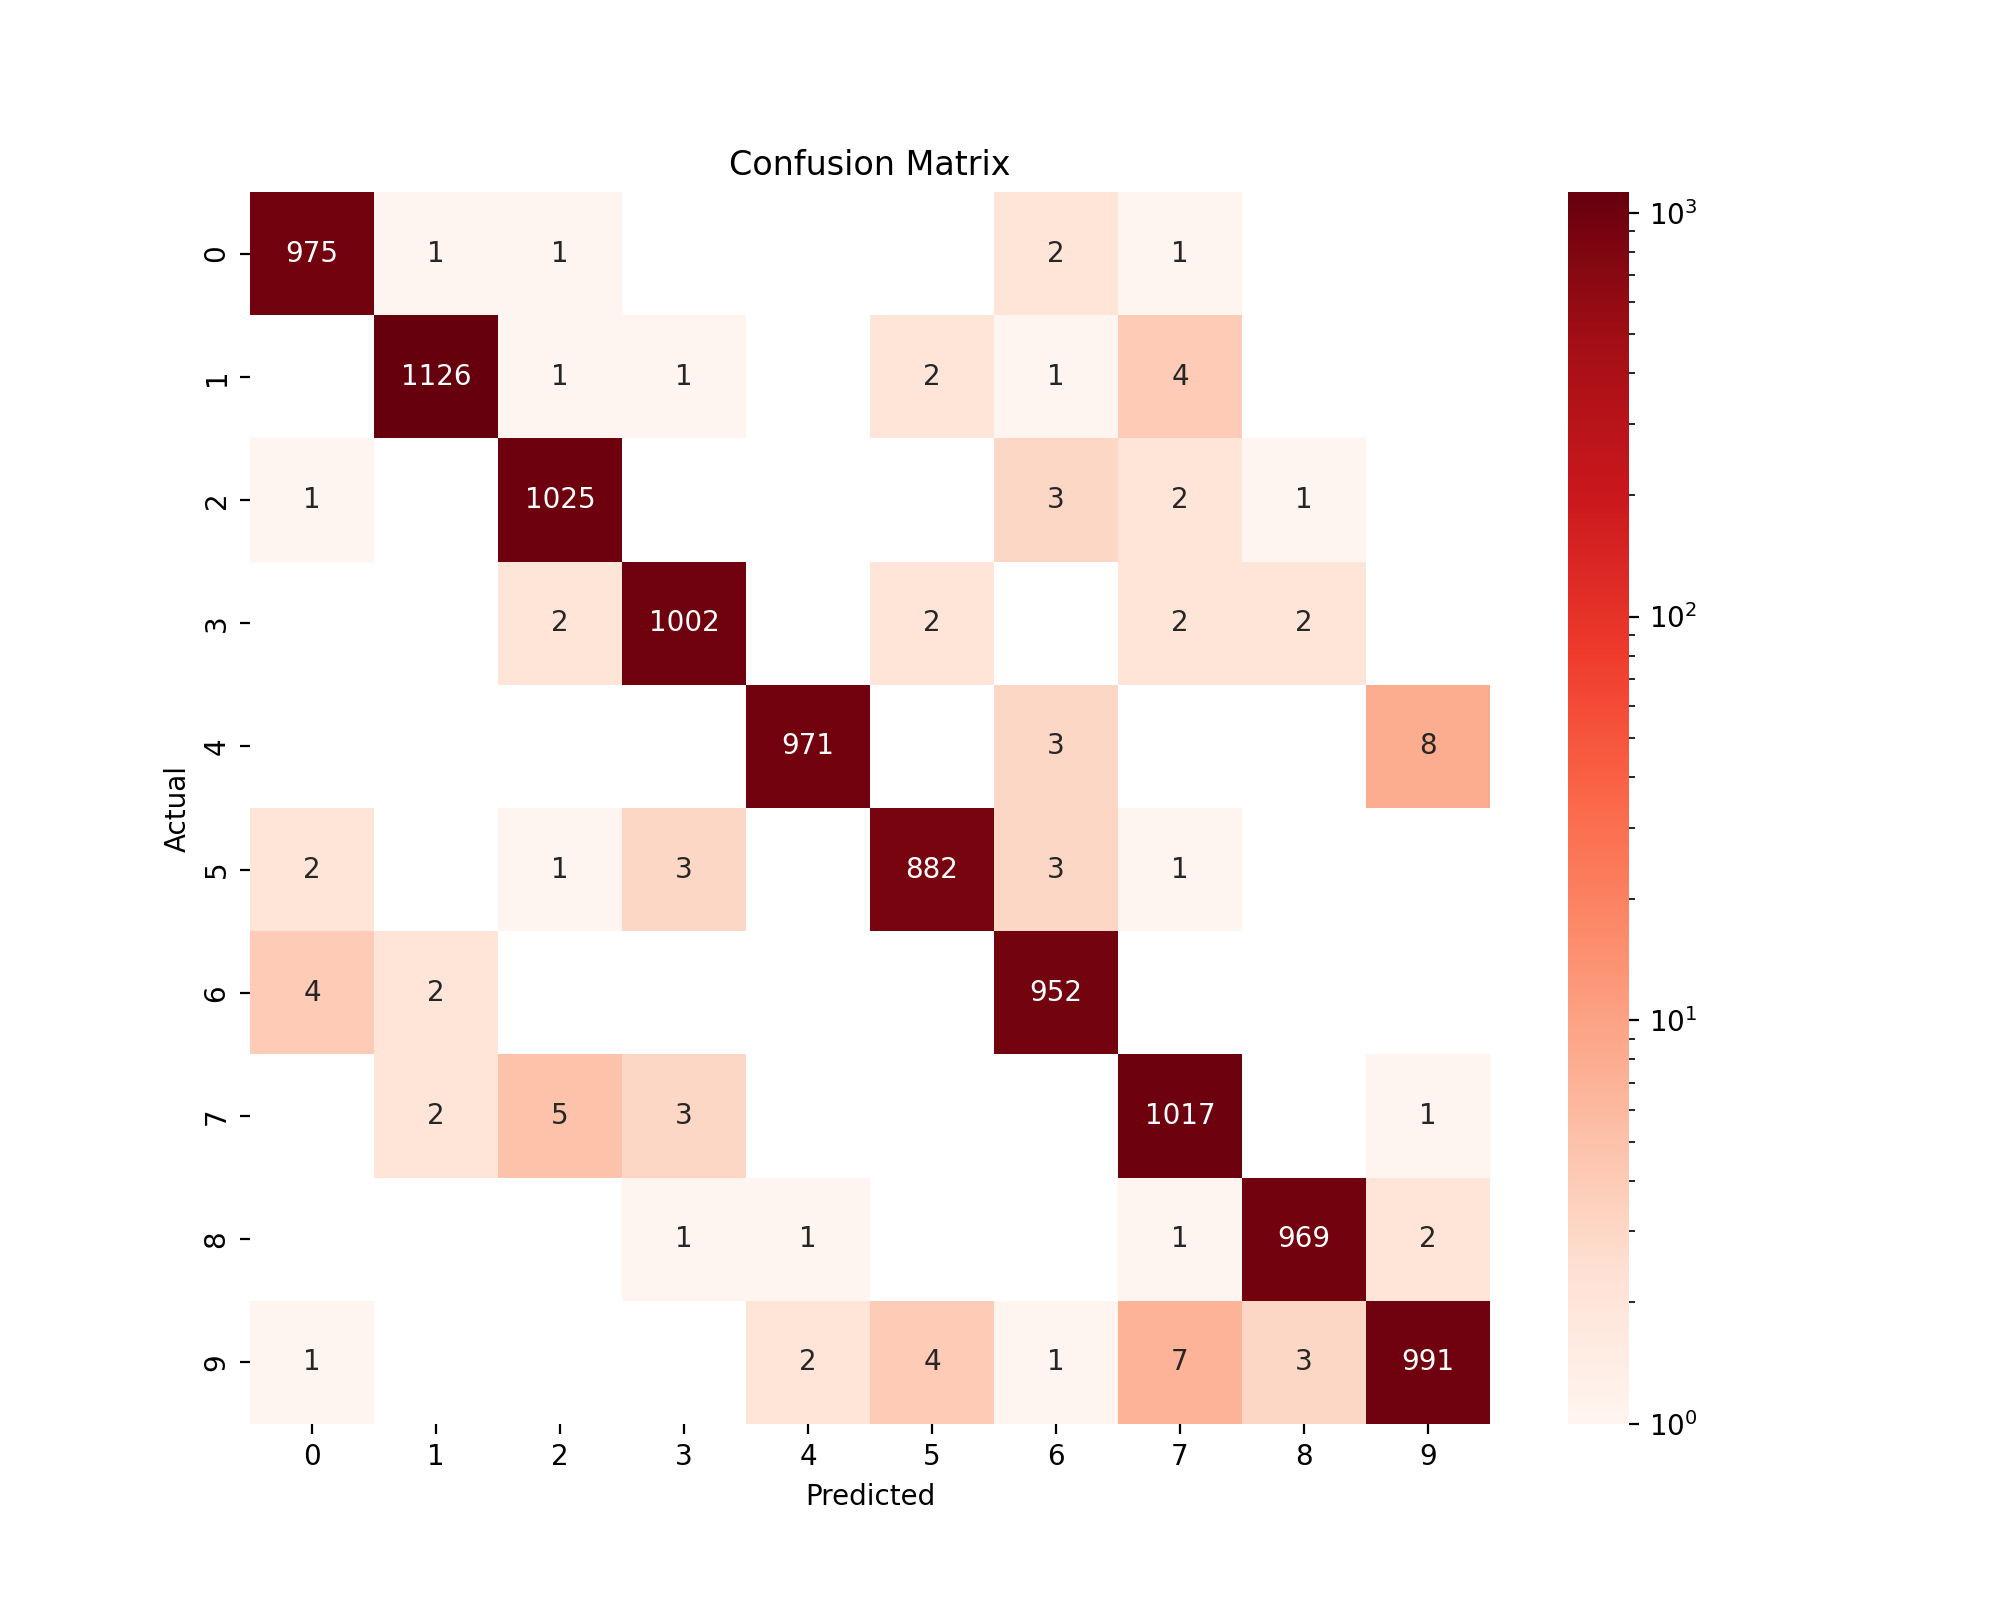 Confusion Matrix
0 975 1 1 2 1
1 1126 1 1 2 1 4
2 1 1025 3 2 1
3 2 1002 2 2 2
4 971 3 8
5 2 1 3 882 3 1
6 4 2 952
7 2 5 3 1017 1
8 1 1 1 969 2
9 1 2 4 1 7 3 991
0 1 2 3 4 5 6 7 8 9
Predicted
Actual
10³
10²
10¹
10⁰